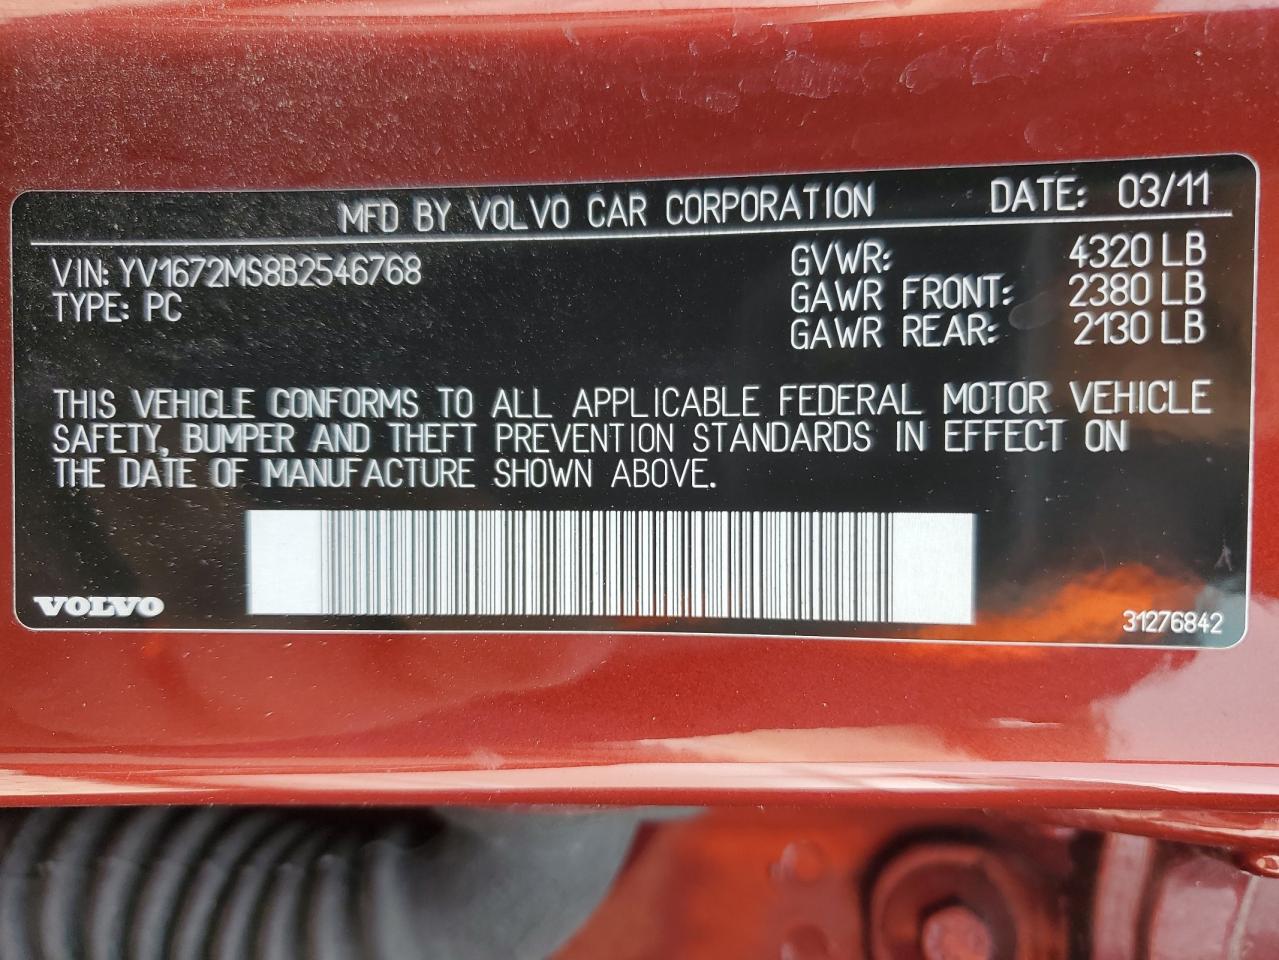 MFD BY VOLVO CAR CORPORATION DATE: 03/11
VIN: YV1672MS8B2546768 GVWR: 4320 LB
TYPE: PC GAWR FRONT: 2380 LB
GAWR REAR: 2130 LB
THIS VEHICLE CONFORMS TO ALL APPLICABLE FEDERAL MOTOR VEHICLE
SAFETY, BUMPER AND THEFT PREVENTION STANDARDS IN EFFECT ON
THE DATE OF MANUFACTURE SHOWN ABOVE.
VOLVO 31276842